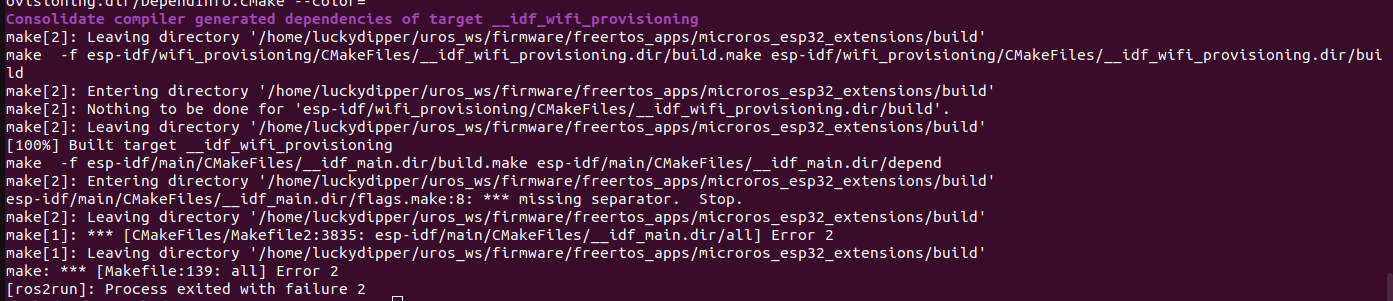 ovisioning.dir/DependInfo.cmake --color=
Consolidate compiler generated dependencies of target __idf_wifi_provisioning
make[2]: Leaving directory '/home/luckydipper/uros_ws/firmware/freertos_apps/microros_esp32_extensions/build'
make  -f esp-idf/wifi_provisioning/CMakeFiles/__idf_wifi_provisioning.dir/build.make esp-idf/wifi_provisioning/CMakeFiles/__idf_wifi_provisioning.dir/bui
ld
make[2]: Entering directory '/home/luckydipper/uros_ws/firmware/freertos_apps/microros_esp32_extensions/build'
make[2]: Nothing to be done for 'esp-idf/wifi_provisioning/CMakeFiles/__idf_wifi_provisioning.dir/build'.
make[2]: Leaving directory '/home/luckydipper/uros_ws/firmware/freertos_apps/microros_esp32_extensions/build'
[100%] Built target __idf_wifi_provisioning
make  -f esp-idf/main/CMakeFiles/__idf_main.dir/build.make esp-idf/main/CMakeFiles/__idf_main.dir/depend
make[2]: Entering directory '/home/luckydipper/uros_ws/firmware/freertos_apps/microros_esp32_extensions/build'
esp-idf/main/CMakeFiles/__idf_main.dir/flags.make:8: *** missing separator.  Stop.
make[2]: Leaving directory '/home/luckydipper/uros_ws/firmware/freertos_apps/microros_esp32_extensions/build'
make[1]: *** [CMakeFiles/Makefile2:3835: esp-idf/main/CMakeFiles/__idf_main.dir/all] Error 2
make[1]: Leaving directory '/home/luckydipper/uros_ws/firmware/freertos_apps/microros_esp32_extensions/build'
make: *** [Makefile:139: all] Error 2
[ros2run]: Process exited with failure 2